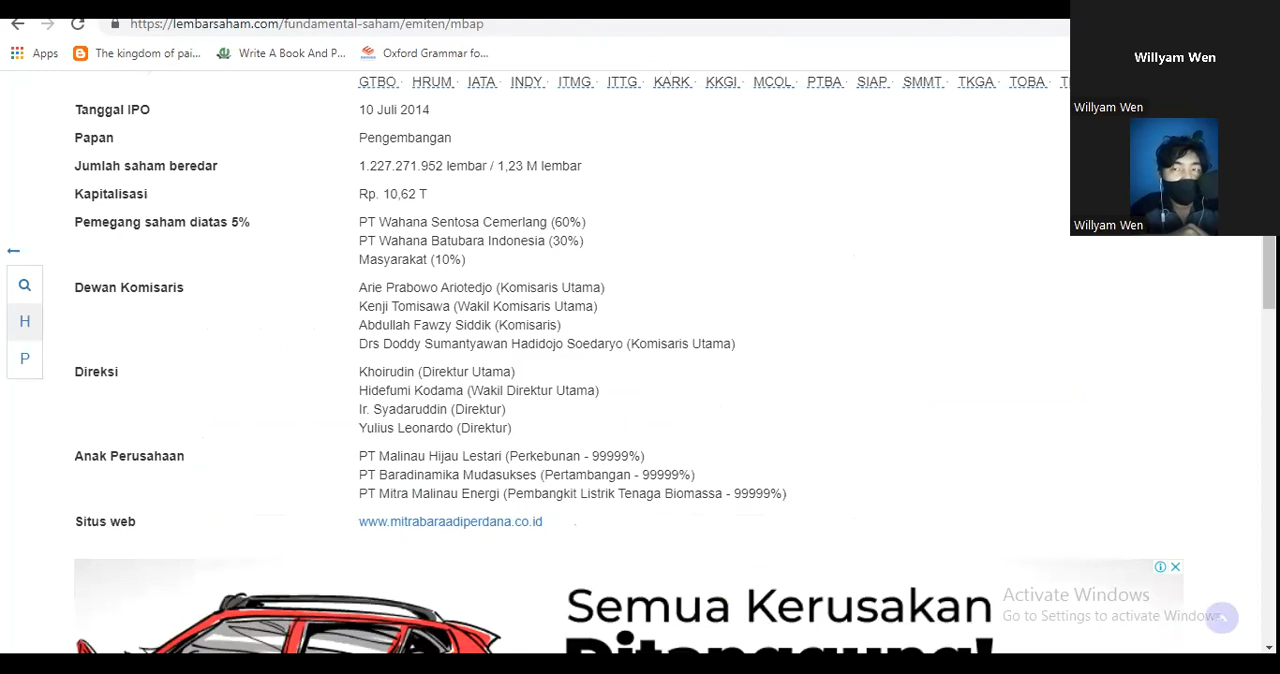 https://lembarsaham.com/fundamental-saham/emiten/mbap
Apps The kingdom of pai... Write A Book And P... Oxford Grammar fo...
Willyam Wen
Willyam Wen
Willyam Wen
GTBO · HRUM · IATA · INDY · ITMG · ITTG · KARK · KKGI · MCOL · PTBA · SIAP · SMMT · TKGA · TOBA ·
Tanggal IPO 10 Juli 2014
Papan Pengembangan
Jumlah saham beredar 1.227.271.952 lembar / 1,23 M lembar
Kapitalisasi Rp. 10,62 T
Pemegang saham diatas 5% PT Wahana Sentosa Cemerlang (60%)
PT Wahana Batubara Indonesia (30%)
Masyarakat (10%)
Dewan Komisaris Arie Prabowo Ariotedjo (Komisaris Utama)
Kenji Tomisawa (Wakil Komisaris Utama)
Abdullah Fawzy Siddik (Komisaris)
Drs Doddy Sumantyawan Hadidojo Soedaryo (Komisaris Utama)
H
P
Direksi Khoirudin (Direktur Utama)
Hidefumi Kodama (Wakil Direktur Utama)
Ir. Syadaruddin (Direktur)
Yulius Leonardo (Direktur)
Anak Perusahaan PT Malinau Hijau Lestari (Perkebunan - 99999%)
PT Baradinamika Mudasukses (Pertambangan - 99999%)
PT Mitra Malinau Energi (Pembangkit Listrik Tenaga Biomassa - 99999%)
Situs web www.mitrabaraadiperdana.co.id
Semua Kerusakan
Ditanggung!
Activate Windows
Go to Settings to activate Windows.